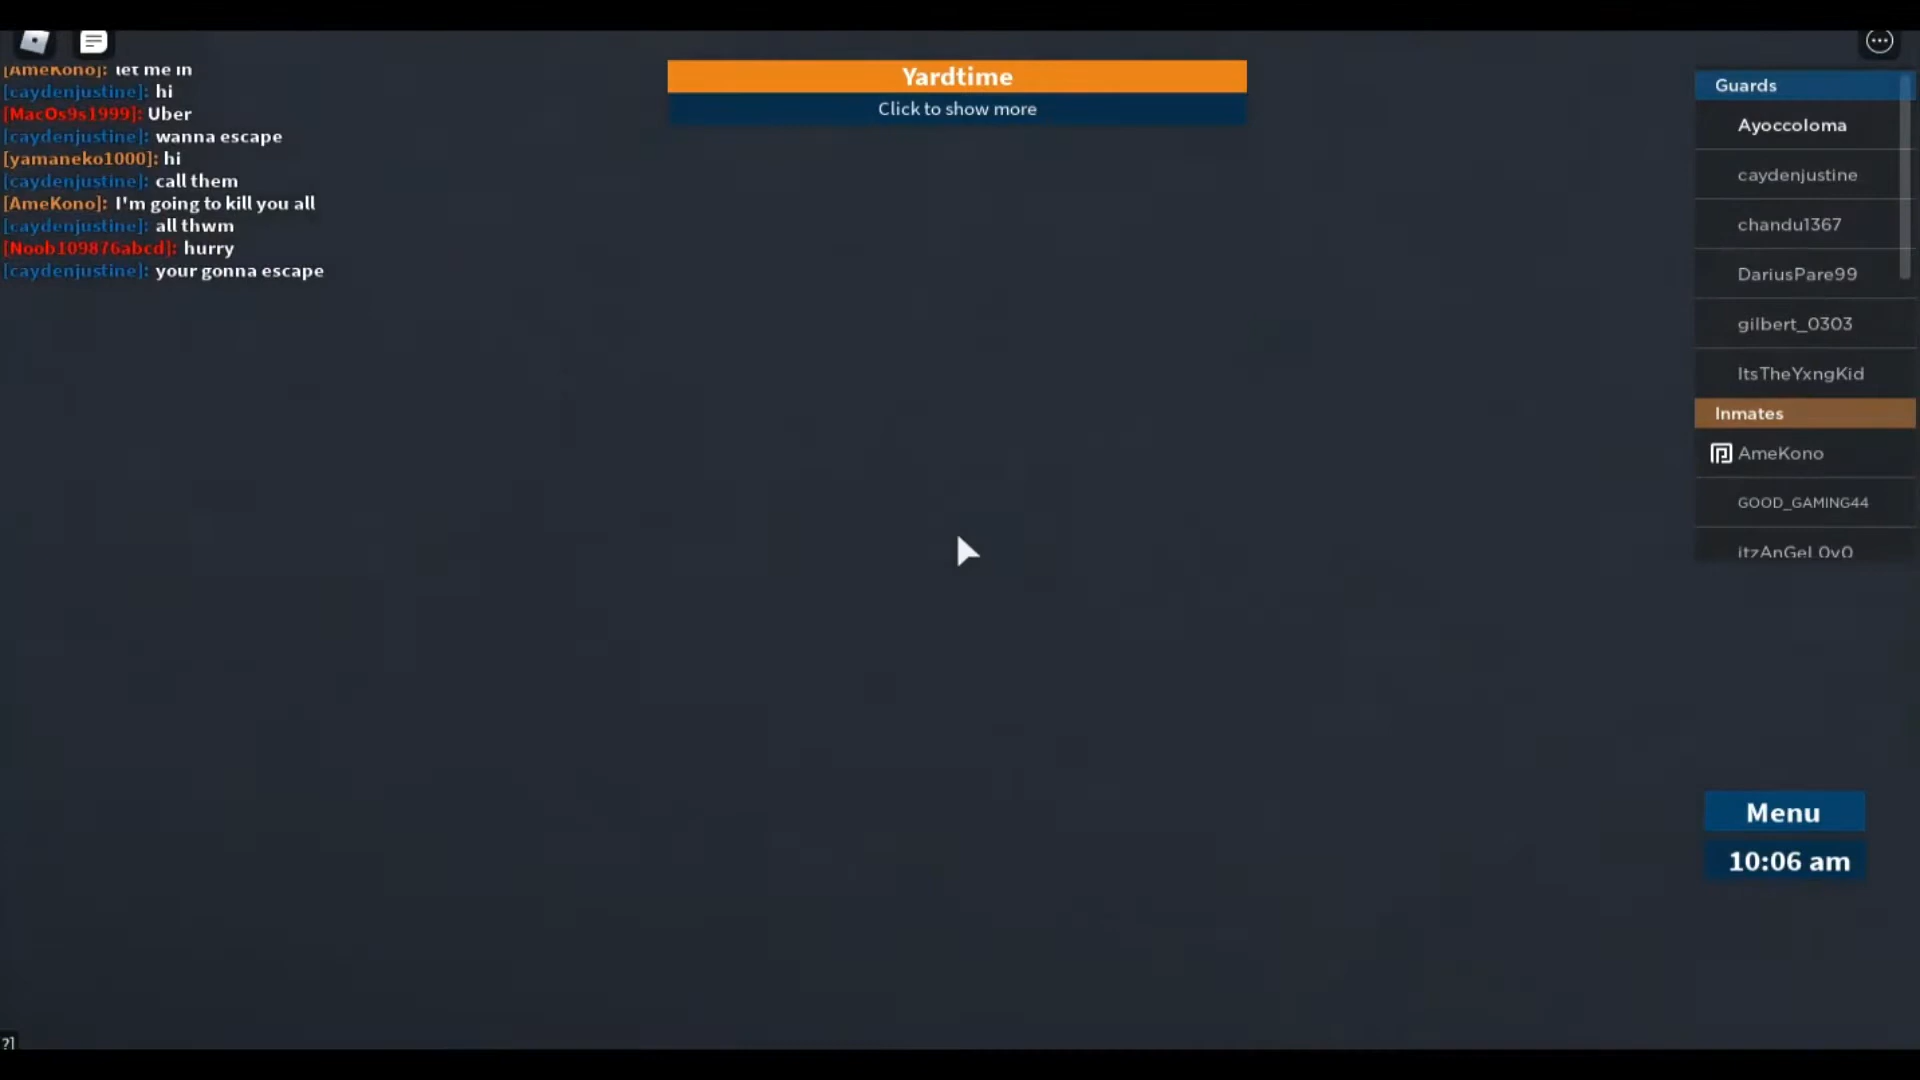 [AmeKono]: let me in
[caydenjustine]: hi
[MacOs9s1999]: Uber
[caydenjustine]: wanna escape
[yamaneko1000]: hi
[caydenjustine]: call them
[AmeKono]: I'm going to kill you all
[caydenjustine]: all thwm
[Noob109876abcd]: hurry
[caydenjustine]: your gonna escape
Yardtime
Click to show more
Guards
Ayoccoloma
caydenjustine
chandu1367
DariusPare99
gilbert_0303
ItsTheYxngKid
Inmates
AmeKono
GOOD_GAMING44
itzAnGeL0v0
Menu
10:06 am
?]